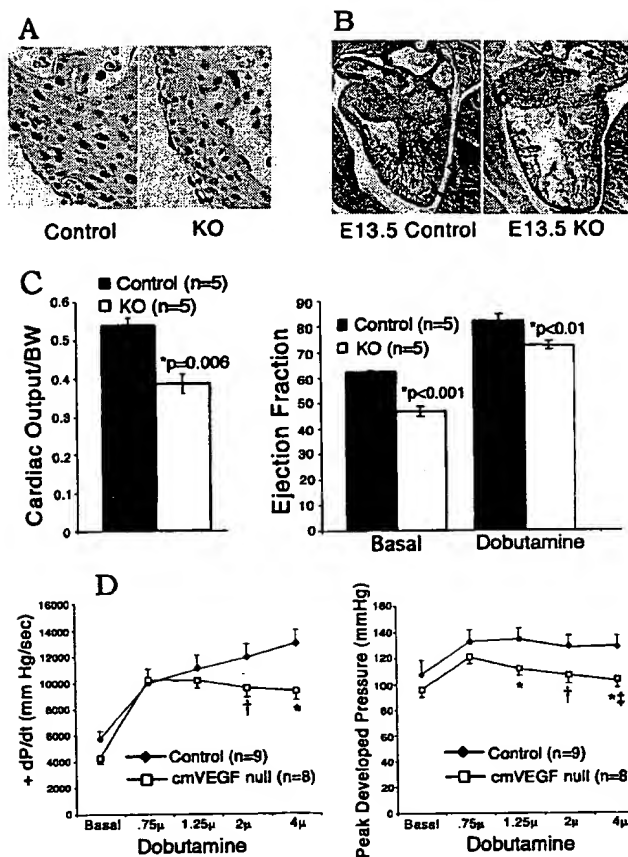 A
B
Control
KO
E13.5 Control
E13.5 KO
C
Control (n=5)
KO (n=5)
*p=0.006
Cardiac Output/BW
0.6
0.5
0.4
0.3
0.2
0.1
0
Control (n=5)
KO (n=5)
*p<0.001
*p<0.01
Ejection Fraction
90
80
70
60
50
40
30
20
10
0
Basal
Dobutamine
D
+ dP/dt (mm Hg/sec)
16000
14000
12000
10000
8000
6000
4000
2000
0
†
*
Control (n=9)
cmVEGF null (n=8)
Basal
.75μ
1.25μ
2μ
4μ
Dobutamine
Peak Developed Pressure (mmHg)
160
140
120
100
80
60
40
20
0
*
†
*‡
Control (n=9)
cmVEGF null (n=8
Basal
.75μ
1.25μ
2μ
4μ
Dobutamine